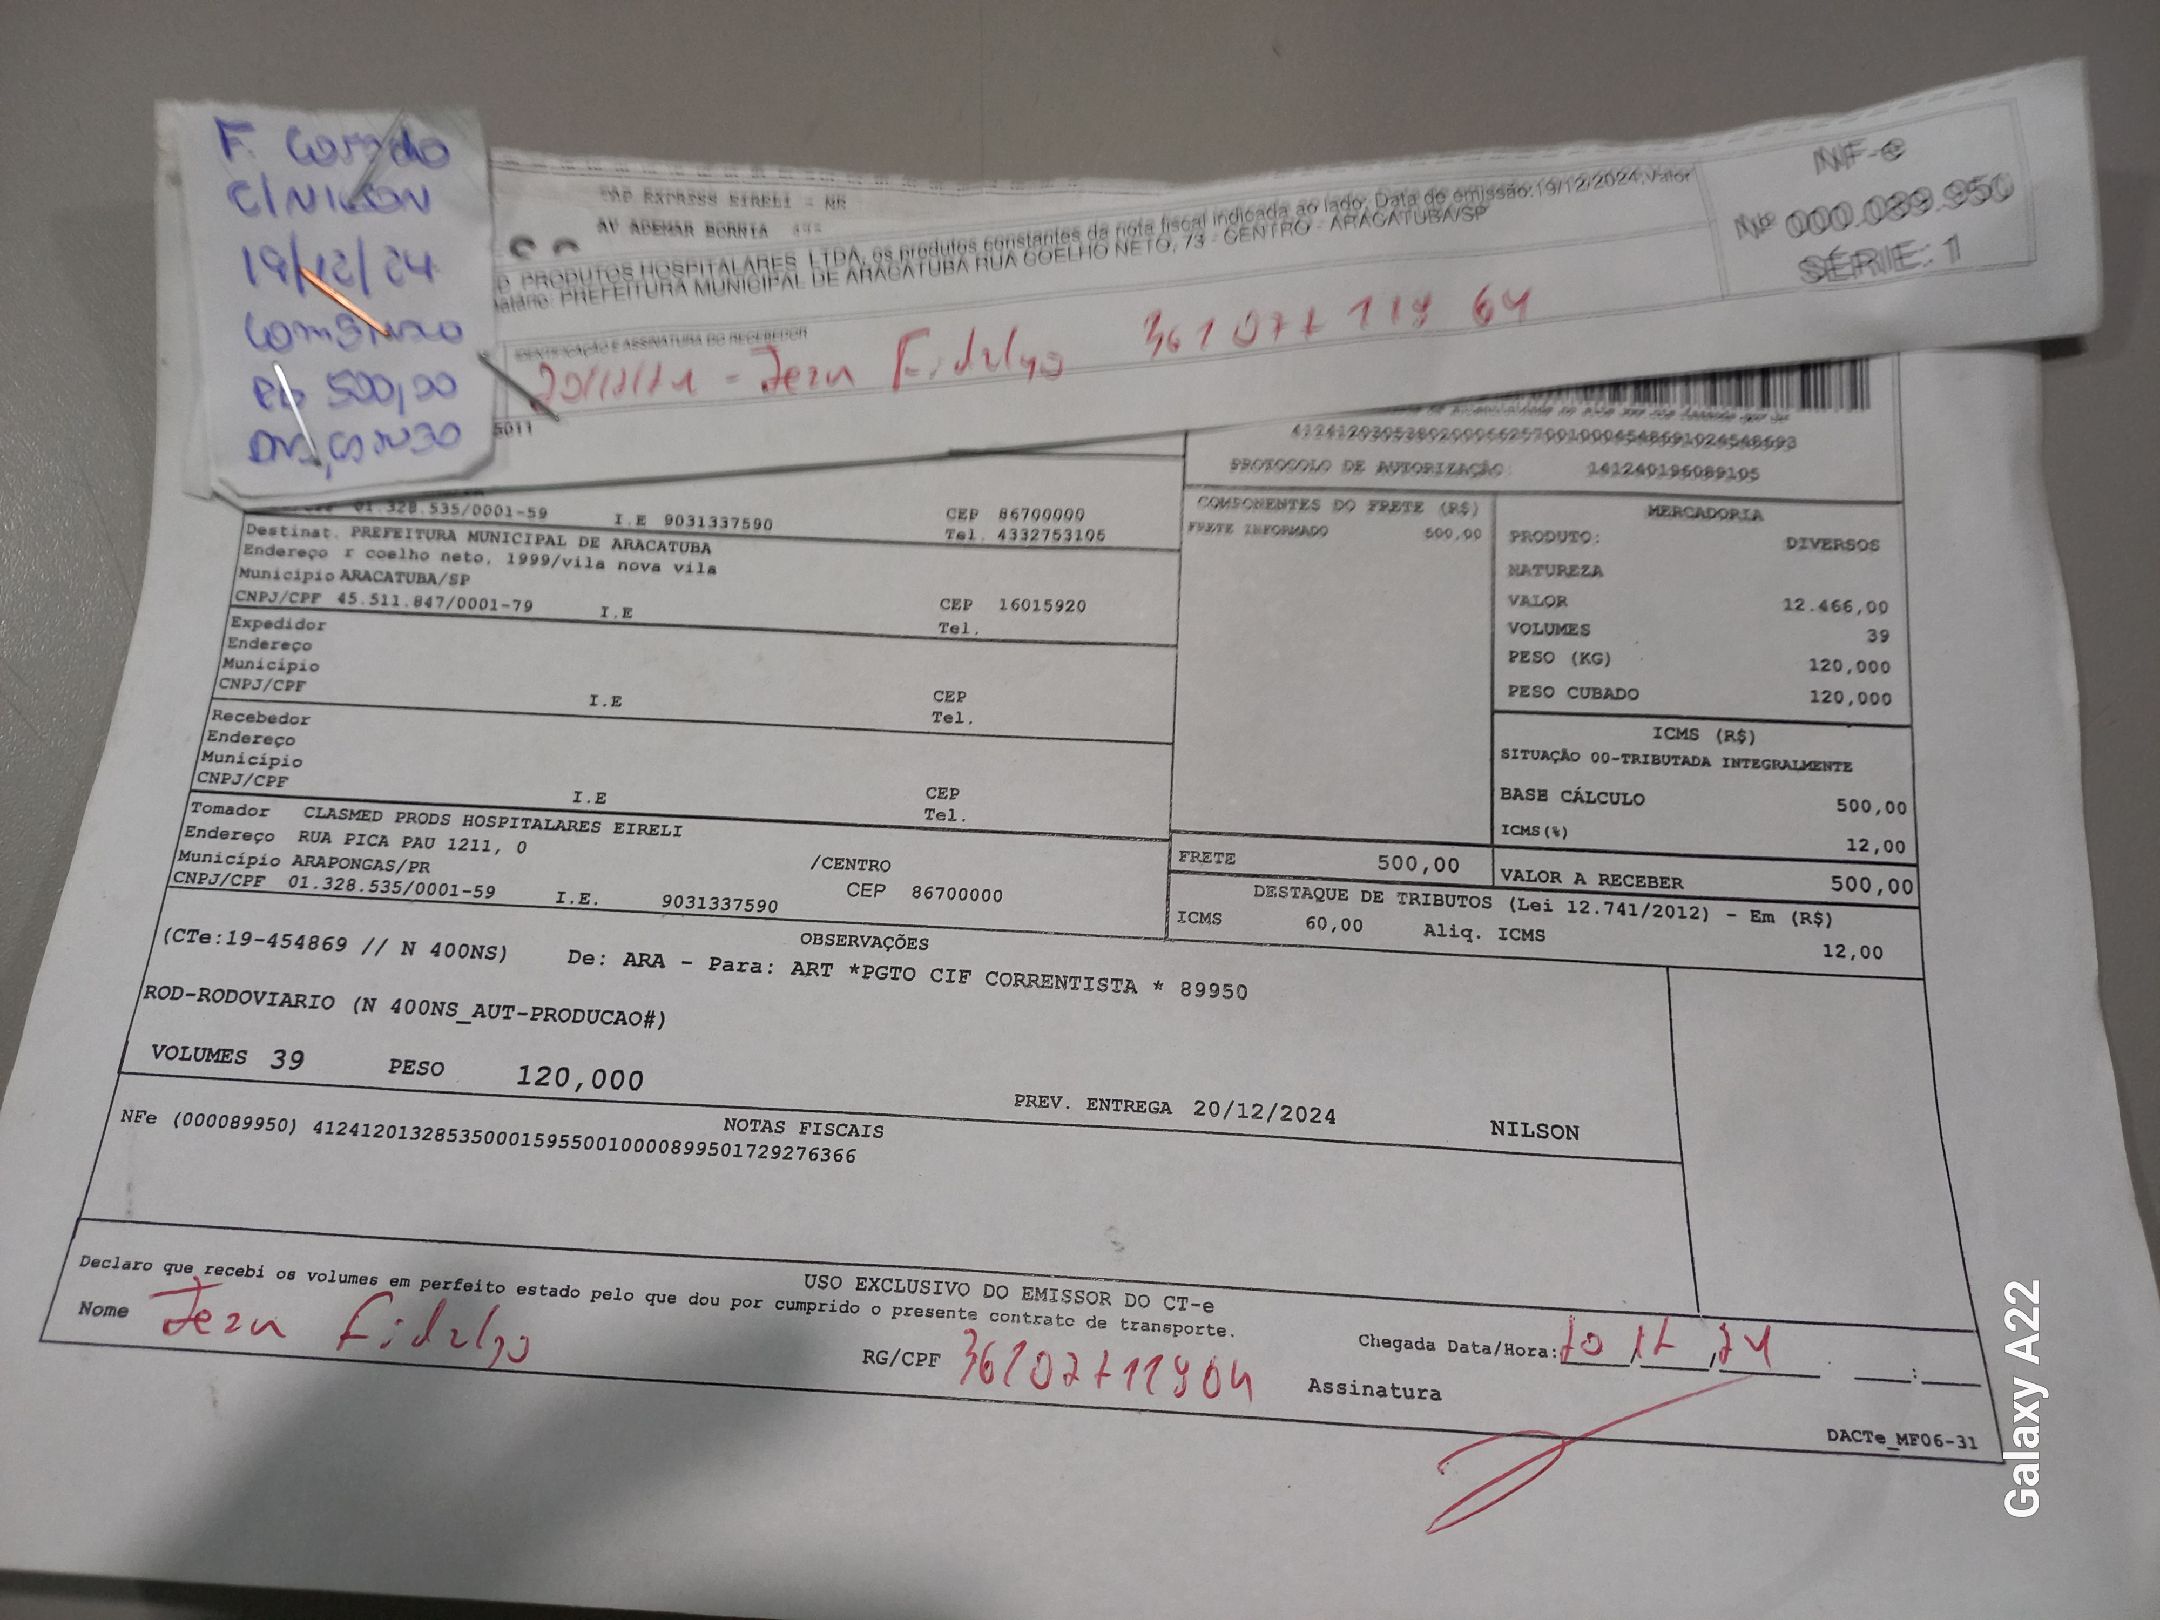 F.
C/NILSON
19/12/24
R$ 500,00
EXPRESS EIRELI - ME
AV ADEMAR BORNIA
PRODUTOS HOSPITALARES LTDA, os produtos constantes da nota fiscal indicada ao lado. Data de emissão:19/12/2024,Valor
PREFEITURA MUNICIPAL DE ARACATUBA RUA COELHO NETO, 73 - CENTRO - ARACATUBA/SP
NF-e
Nº 000.089.950
SÉRIE: 1
IDENTIFICAÇÃO E ASSINATURA DO RECEBEDOR
Jean Fidalgo
5011
PROTOCOLO DE AUTORIZAÇÃO: 141240196089105
01.328.535/0001-59 I.E 9031337590 CEP 86700000
Tel. 4332753105
Destinat. PREFEITURA MUNICIPAL DE ARACATUBA
Endereço r coelho neto, 1999/vila nova vila
Município ARACATUBA/SP
CNPJ/CPF 45.511.847/0001-79 I.E CEP 16015920
Tel.
Expedidor
Endereço
Município
CNPJ/CPF I.E CEP
Tel.
Recebedor
Endereço
Município
CNPJ/CPF I.E CEP
Tel.
Tomador CLASMED PRODS HOSPITALARES EIRELI
Endereço RUA PICA PAU 1211, 0 /CENTRO
Município ARAPONGAS/PR CEP 86700000
CNPJ/CPF 01.328.535/0001-59 I.E. 9031337590
COMPONENTES DO FRETE (R$)
FRETE INFORMADO 500,00
MERCADORIA
PRODUTO: DIVERSOS
NATUREZA
VALOR 12.466,00
VOLUMES 39
PESO (KG) 120,000
PESO CUBADO 120,000
ICMS (R$)
SITUAÇÃO 00-TRIBUTADA INTEGRALMENTE
BASE CÁLCULO 500,00
ICMS(%) 12,00
FRETE 500,00 VALOR A RECEBER 500,00
DESTAQUE DE TRIBUTOS (Lei 12.741/2012) - Em (R$)
ICMS 60,00 Aliq. ICMS 12,00
OBSERVAÇÕES
(CTe:19-454869 // N 400NS) De: ARA - Para: ART *PGTO CIF CORRENTISTA * 89950
ROD-RODOVIARIO (N 400NS_AUT-PRODUCAO#)
VOLUMES 39 PESO 120,000
PREV. ENTREGA 20/12/2024 NILSON
NOTAS FISCAIS
NFe (000089950) 41241201328535000159550010000899501729276366
USO EXCLUSIVO DO EMISSOR DO CT-e
Declaro que recebi os volumes em perfeito estado pelo que dou por cumprido o presente contrato de transporte.
Nome Jean Fidalgo RG/CPF Chegada Data/Hora: 20/12/24 :
Assinatura
DACTe_MF06-31
Galaxy A22